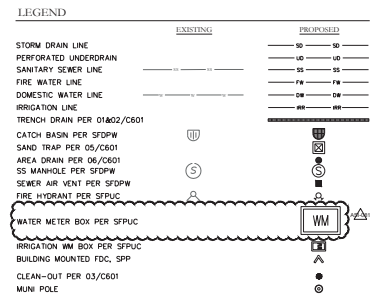 LEGEND
EXISTING PROPOSED
STORM DRAIN LINE SD SD
PERFORATED UNDERDRAIN UD UD
SANITARY SEWER LINE SS SS SS SS
FIRE WATER LINE FW FW
DOMESTIC WATER LINE DW DW
IRRIGATION LINE IRR IRR
TRENCH DRAIN PER 01&02/C601
CATCH BASIN PER SFDPW
SAND TRAP PER 05/C601
AREA DRAIN PER 06/C601
SS MANHOLE PER SFDPW S S
SEWER AIR VENT PER SFDPW
FIRE HYDRANT PER SFPUC
WATER METER BOX PER SFPUC WM
IRRIGATION WM BOX PER SFPUC
BUILDING MOUNTED FDC, SPP
CLEAN-OUT PER 03/C601
MUNI POLE